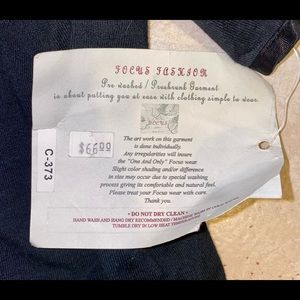 FOCUS FASHION
Pre washed / Preshrunk Garment
is about putting you at ease with clothing simple to wear.
FOCUS
$66.00
C-373
The art work on this garment
is done individually.
Any irregularities will insure
the "One And Only" Focus wear.
Slight color shading and/or difference
in size may occur due to special washing
process giving its comfortable and natural feel.
Please treat your Focus wear with care.
Thank you.
• DO NOT DRY CLEAN •
HAND WASH AND HANG DRY RECOMMENDED / MACHINE WASH
TUMBLE DRY IN LOW HEAT